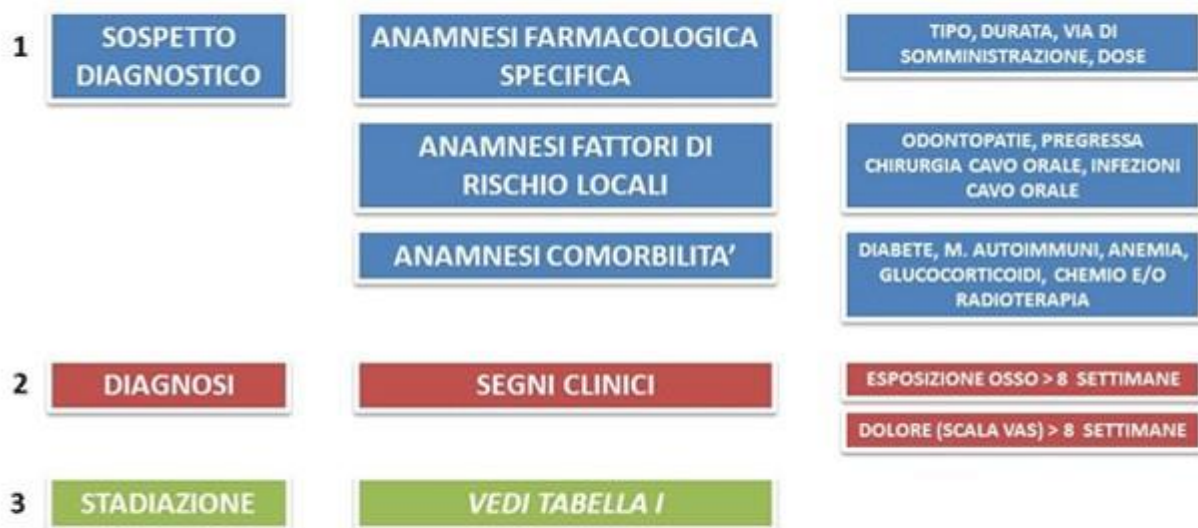 1
SOSPETTO
DIAGNOSTICO
ANAMNESI FARMACOLOGICA
SPECIFICA
TIPO, DURATA, VIA DI
SOMMINISTRAZIONE, DOSE
ANAMNESI FATTORI DI
RISCHIO LOCALI
ODONTOPATIE, PREGRESSA
CHIRURGIA CAVO ORALE, INFEZIONI
CAVO ORALE
ANAMNESI COMORBILITA'
DIABETE, M. AUTOIMMUNI, ANEMIA,
GLUCOCORTICOIDI, CHEMIO E/O
RADIOTERAPIA
2
DIAGNOSI
SEGNI CLINICI
ESPOSIZIONE OSSO > 8 SETTIMANE
DOLORE (SCALA VAS) > 8 SETTIMANE
3
STADIAZIONE
VEDI TABELLA I